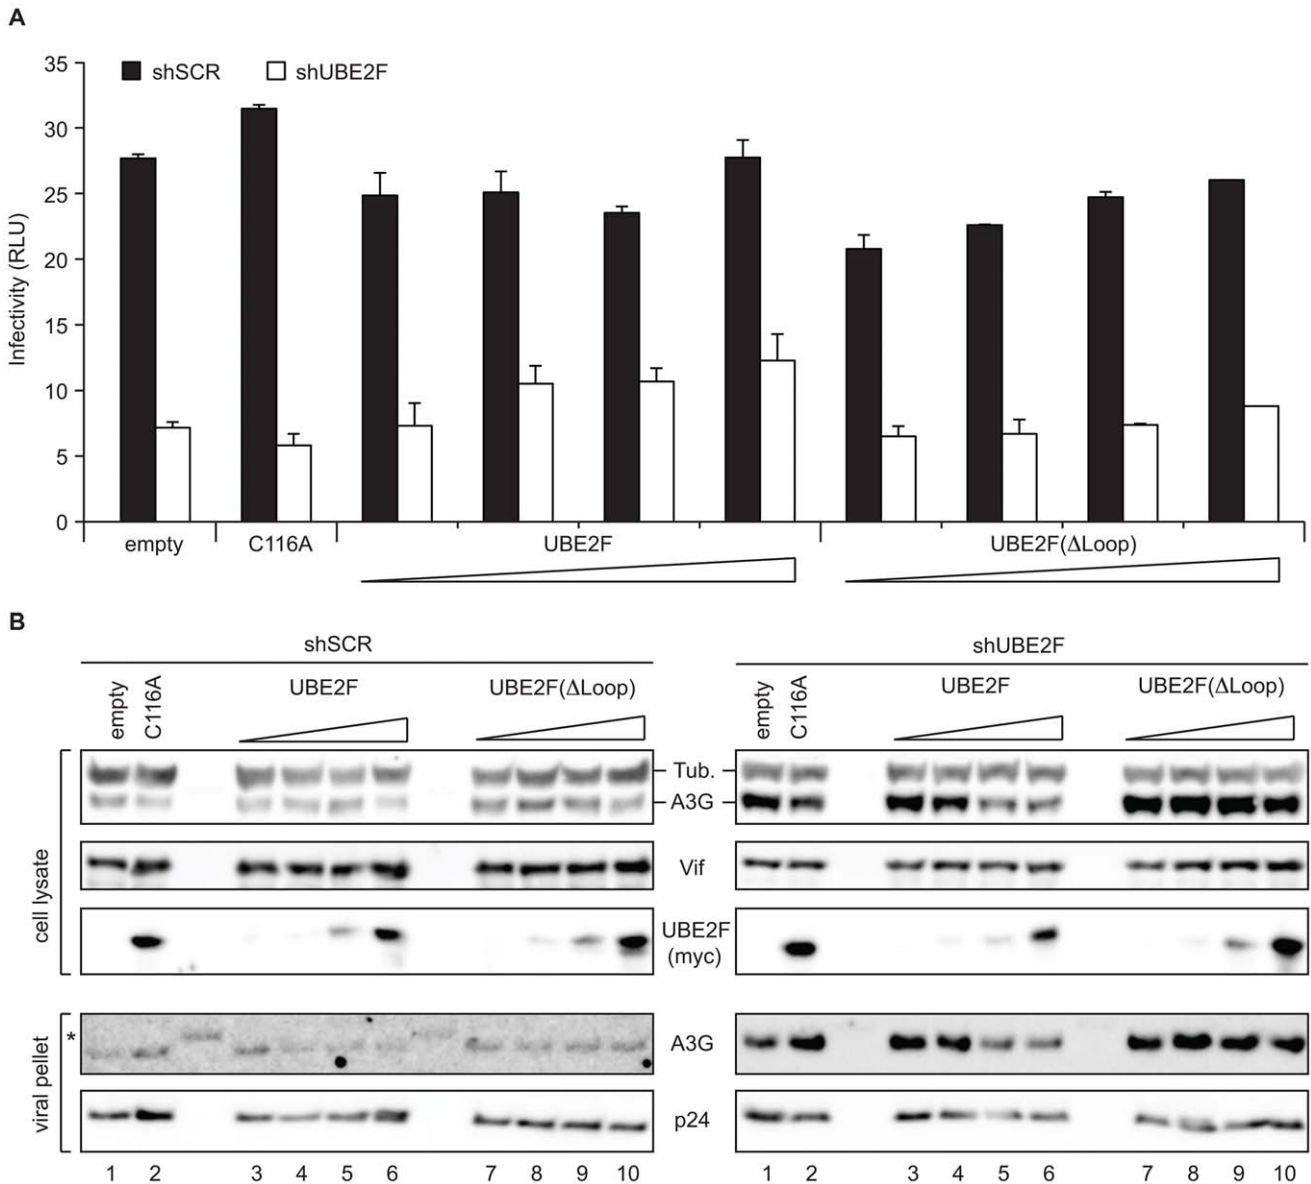 A
35
30
25
20
15
10
5
0
Infectivity (RLU)
shSCR
shUBE2F
empty
C116A
UBE2F
UBE2F(ΔLoop)
B
shSCR
shUBE2F
empty
C116A
UBE2F
UBE2F(ΔLoop)
empty
C116A
UBE2F
UBE2F(ΔLoop)
cell lysate
Tub.
A3G
Vif
UBE2F
(myc)
viral pellet
*
A3G
p24
1 2 3 4 5 6 7 8 9 10
1 2 3 4 5 6 7 8 9 10